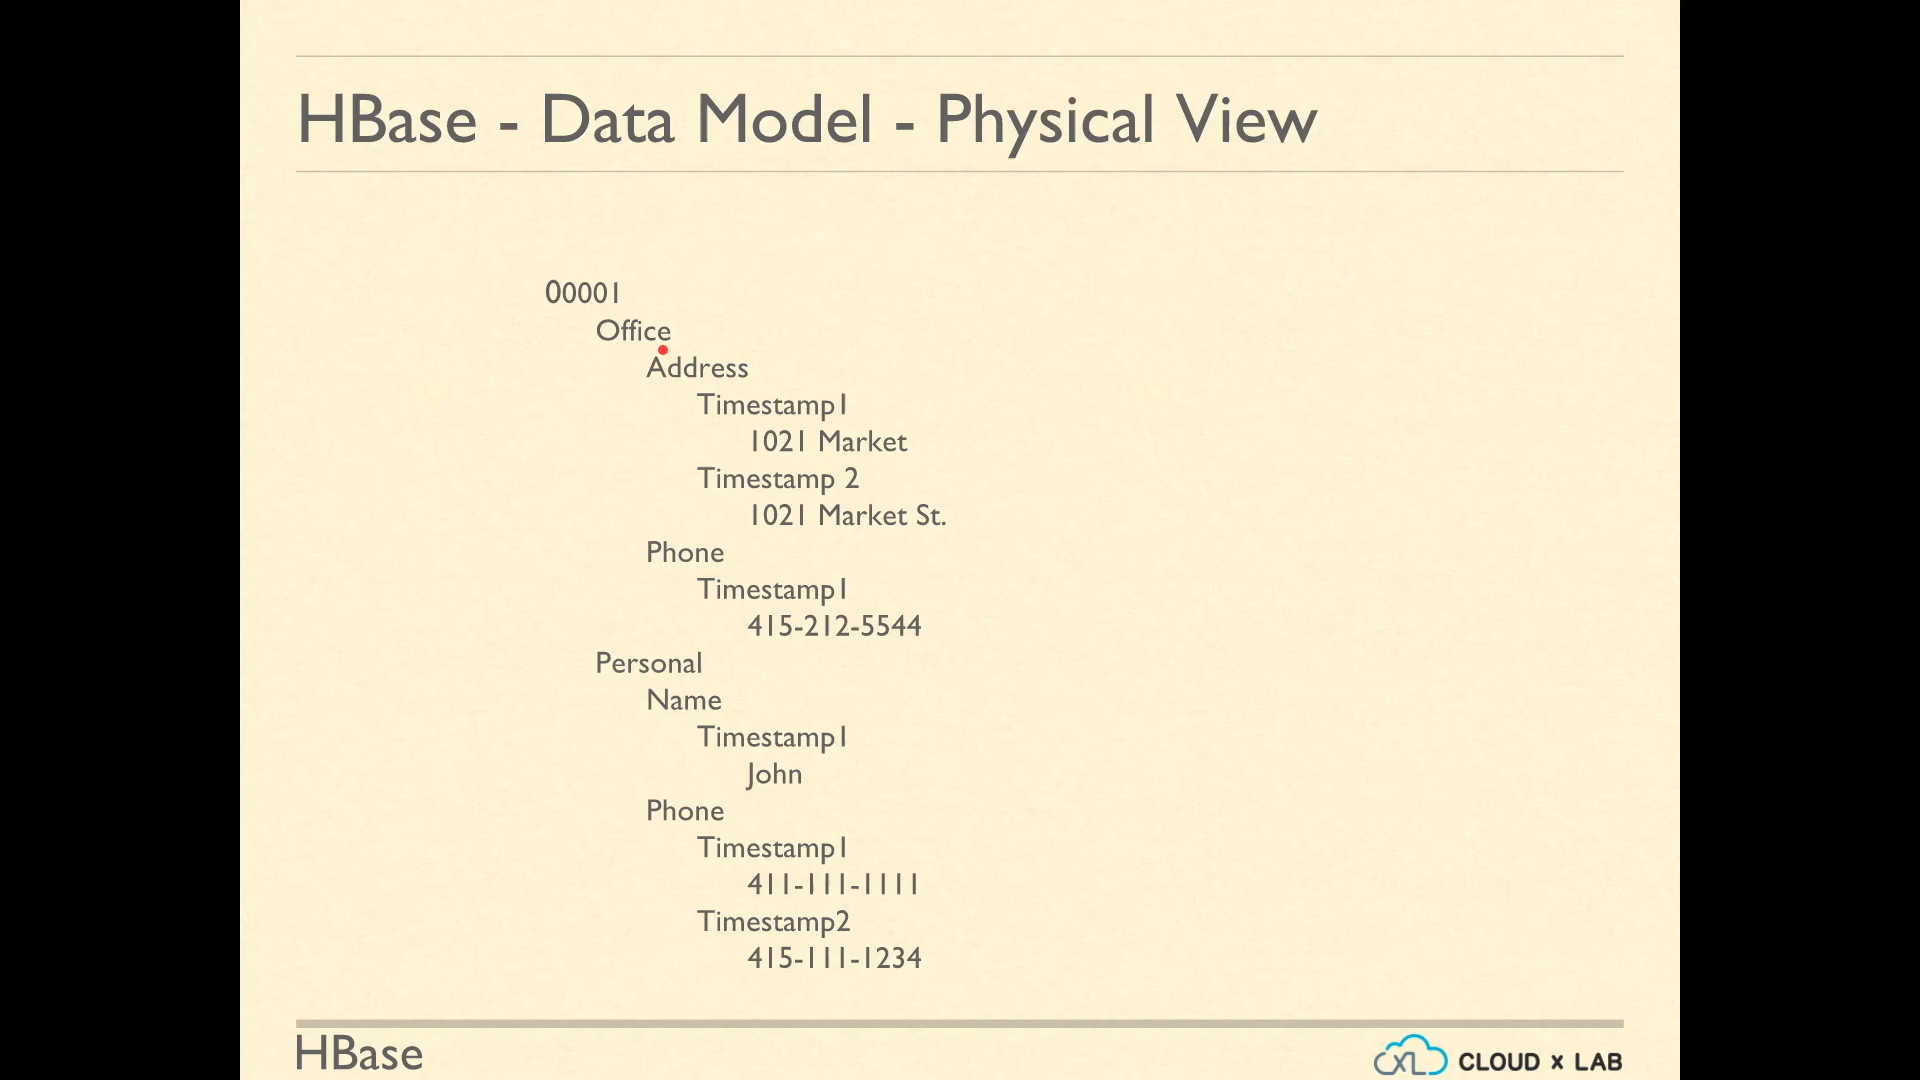 HBase - Data Model - Physical View
00001
Office
Address
Timestamp1
1021 Market
Timestamp 2
1021 Market St.
Phone
Timestamp1
415-212-5544
Personal
Name
Timestamp1
John
Phone
Timestamp1
411-111-1111
Timestamp2
415-111-1234
HBase
CXL CLOUD x LAB